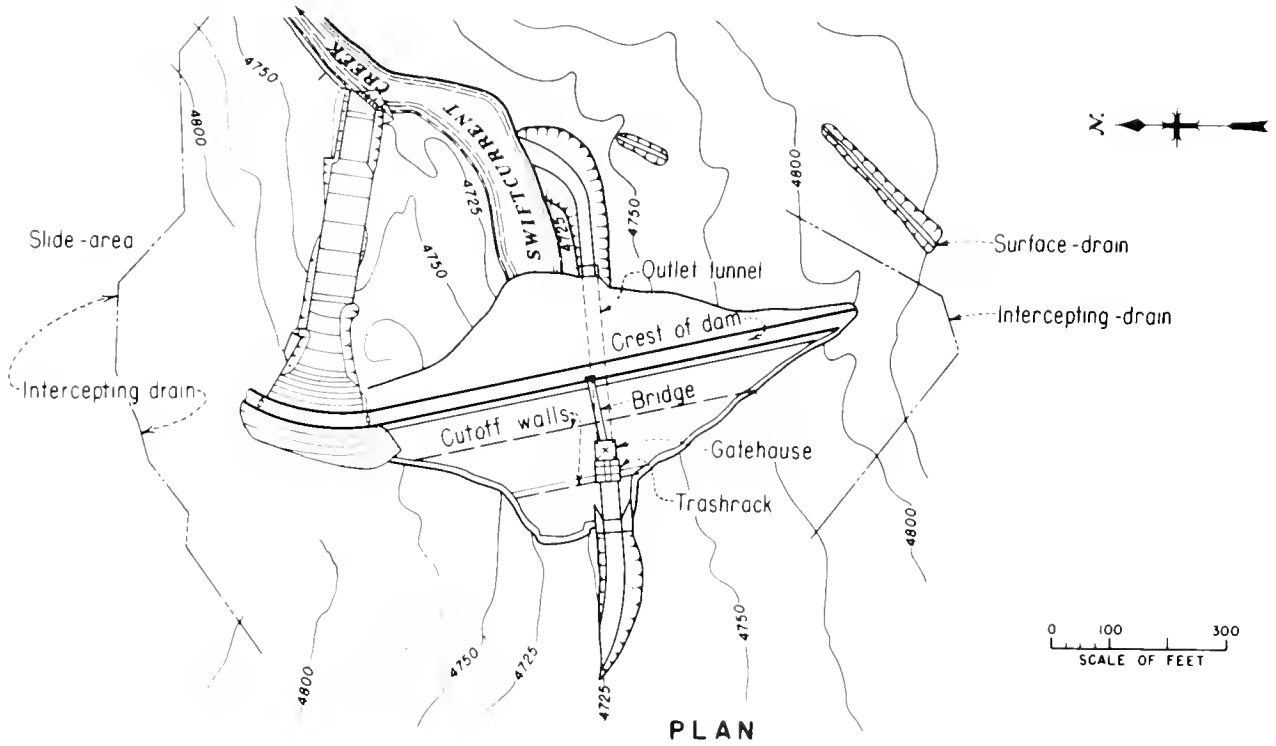 4750
4800
CREEK
SWIFTCURRRENT
4725
4750
4725
4750
4800
N.
Slide-area
Surface-drain
Outlet tunnel
Intercepting-drain
Crest of dam
Intercepting drain
Bridge
Cutoff walls
Gatehouse
Trashrack
4800
4750
4725
4725
4750
4800
0 100 300
SCALE OF FEET
PLAN